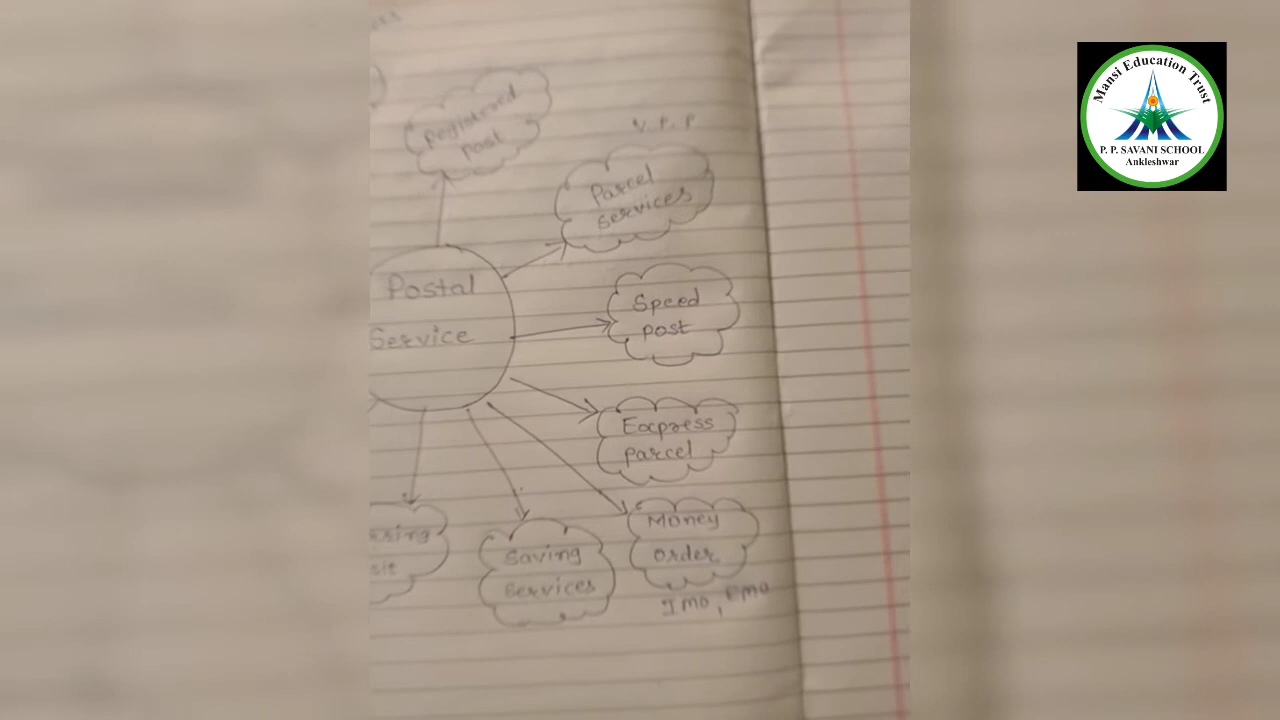 Registered
post
V. P. P
Parcel
services
Postal
Service
Speed
post
Express
parcel
Money
order
IMO, EMO
Saving
services
Mansi Education Trust
P. P. SAVANI SCHOOL
Ankleshwar